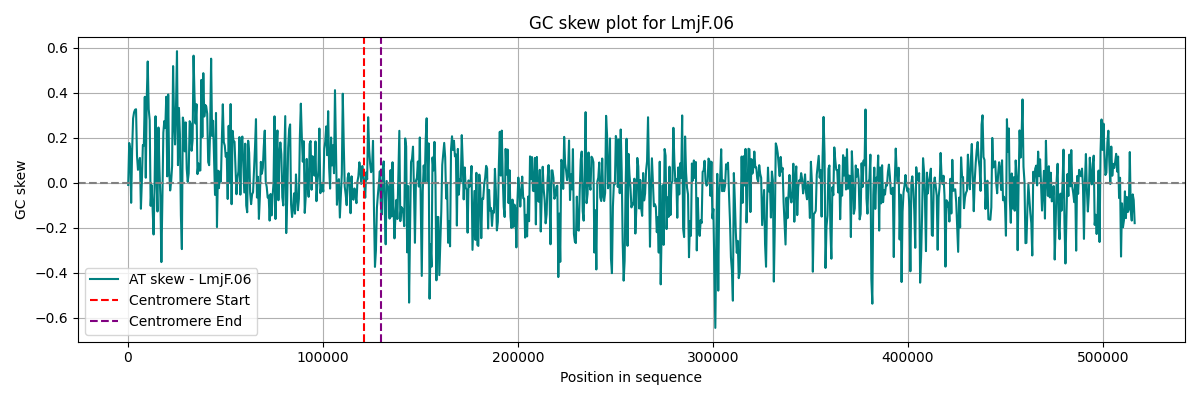 GC skew plot for LmjF.06
GC skew
0.6
0.4
0.2
0.0
−0.2
−0.4
−0.6
AT skew - LmjF.06
Centromere Start
Centromere End
0 100000 200000 300000 400000 500000
Position in sequence